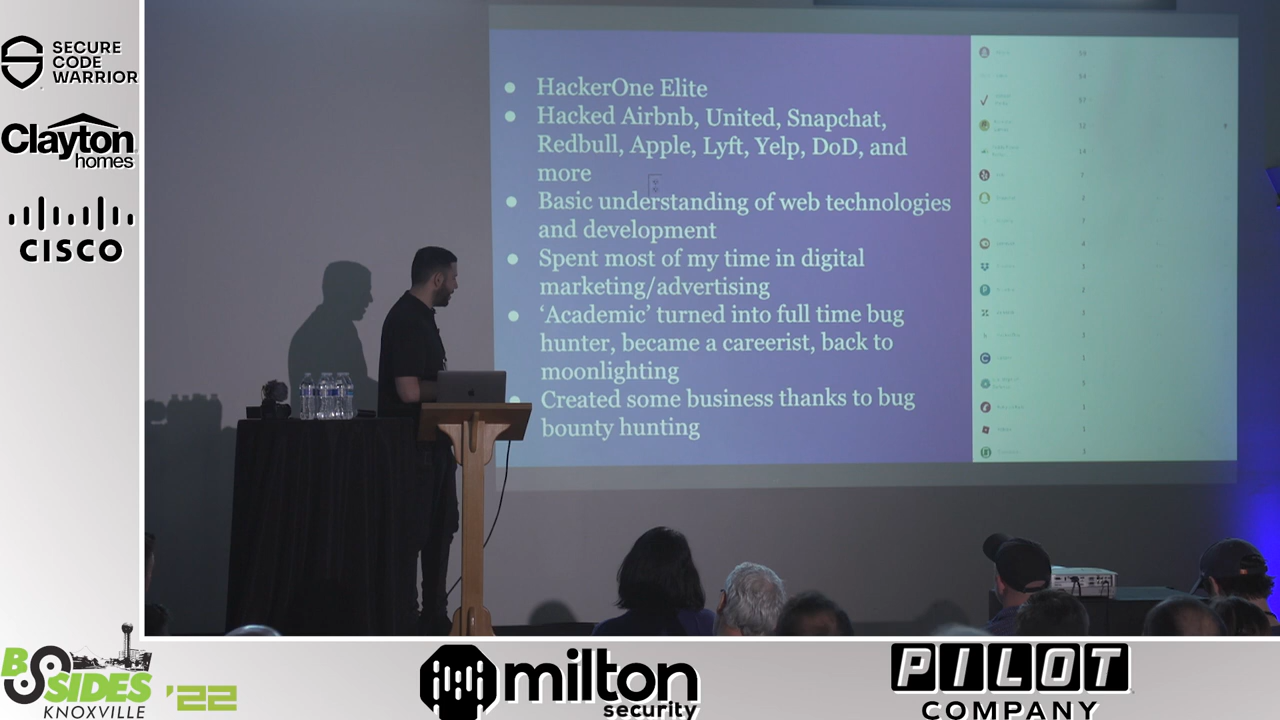 SECURE
CODE
WARRIOR
Clayton
homes
CISCO
● HackerOne Elite
● Hacked Airbnb, United, Snapchat,
Redbull, Apple, Lyft, Yelp, DoD, and
more
● Basic understanding of web technologies
and development
● Spent most of my time in digital
marketing/advertising
● ‘Academic’ turned into full time bug
hunter, became a careerist, back to
moonlighting
● Created some business thanks to bug
bounty hunting
BSIDES
KNOXVILLE
'22
milton
security
PILOT
COMPANY